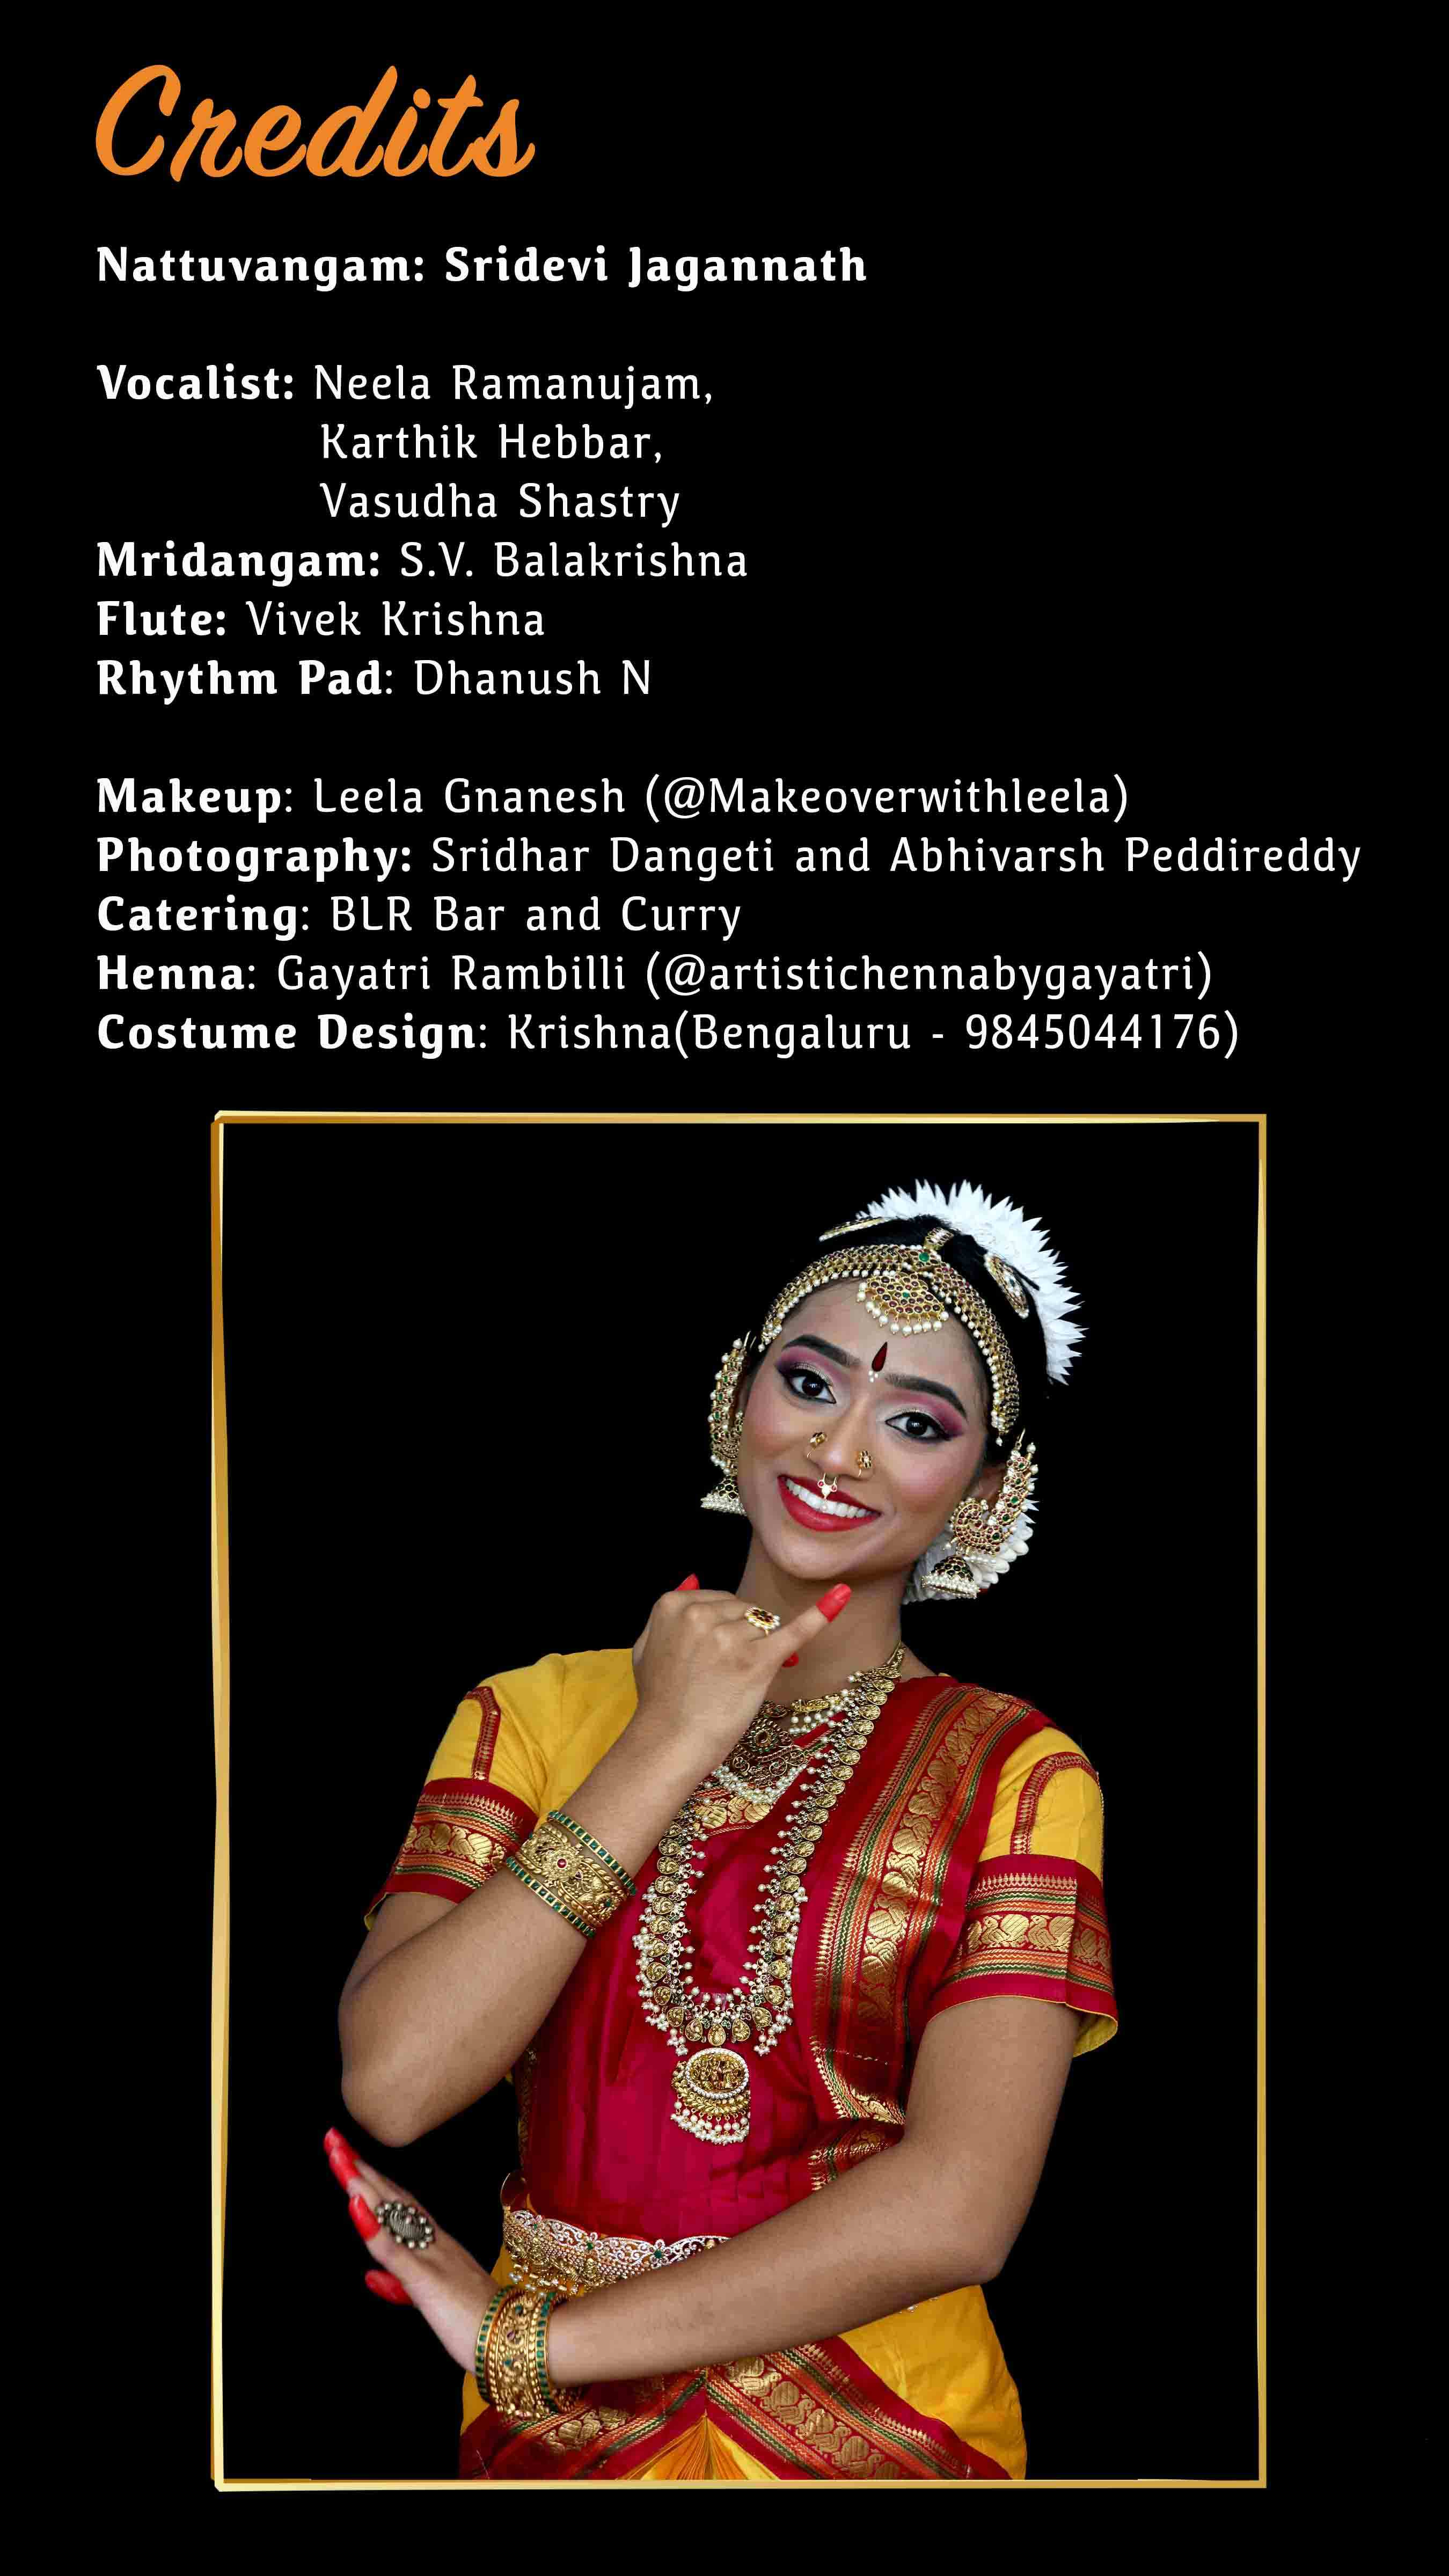 Credits
Nattuvangam: Sridevi Jagannath
Vocalist: Neela Ramanujam,
Karthik Hebbar,
Vasudha Shastry
Mridangam: S.V. Balakrishna
Flute: Vivek Krishna
Rhythm Pad: Dhanush N
Makeup: Leela Gnanesh (@Makeoverwithleela)
Photography: Sridhar Dangeti and Abhivarsh Peddireddy
Catering: BLR Bar and Curry
Henna: Gayatri Rambilli (@artistichennabygayatri)
Costume Design: Krishna(Bengaluru - 9845044176)